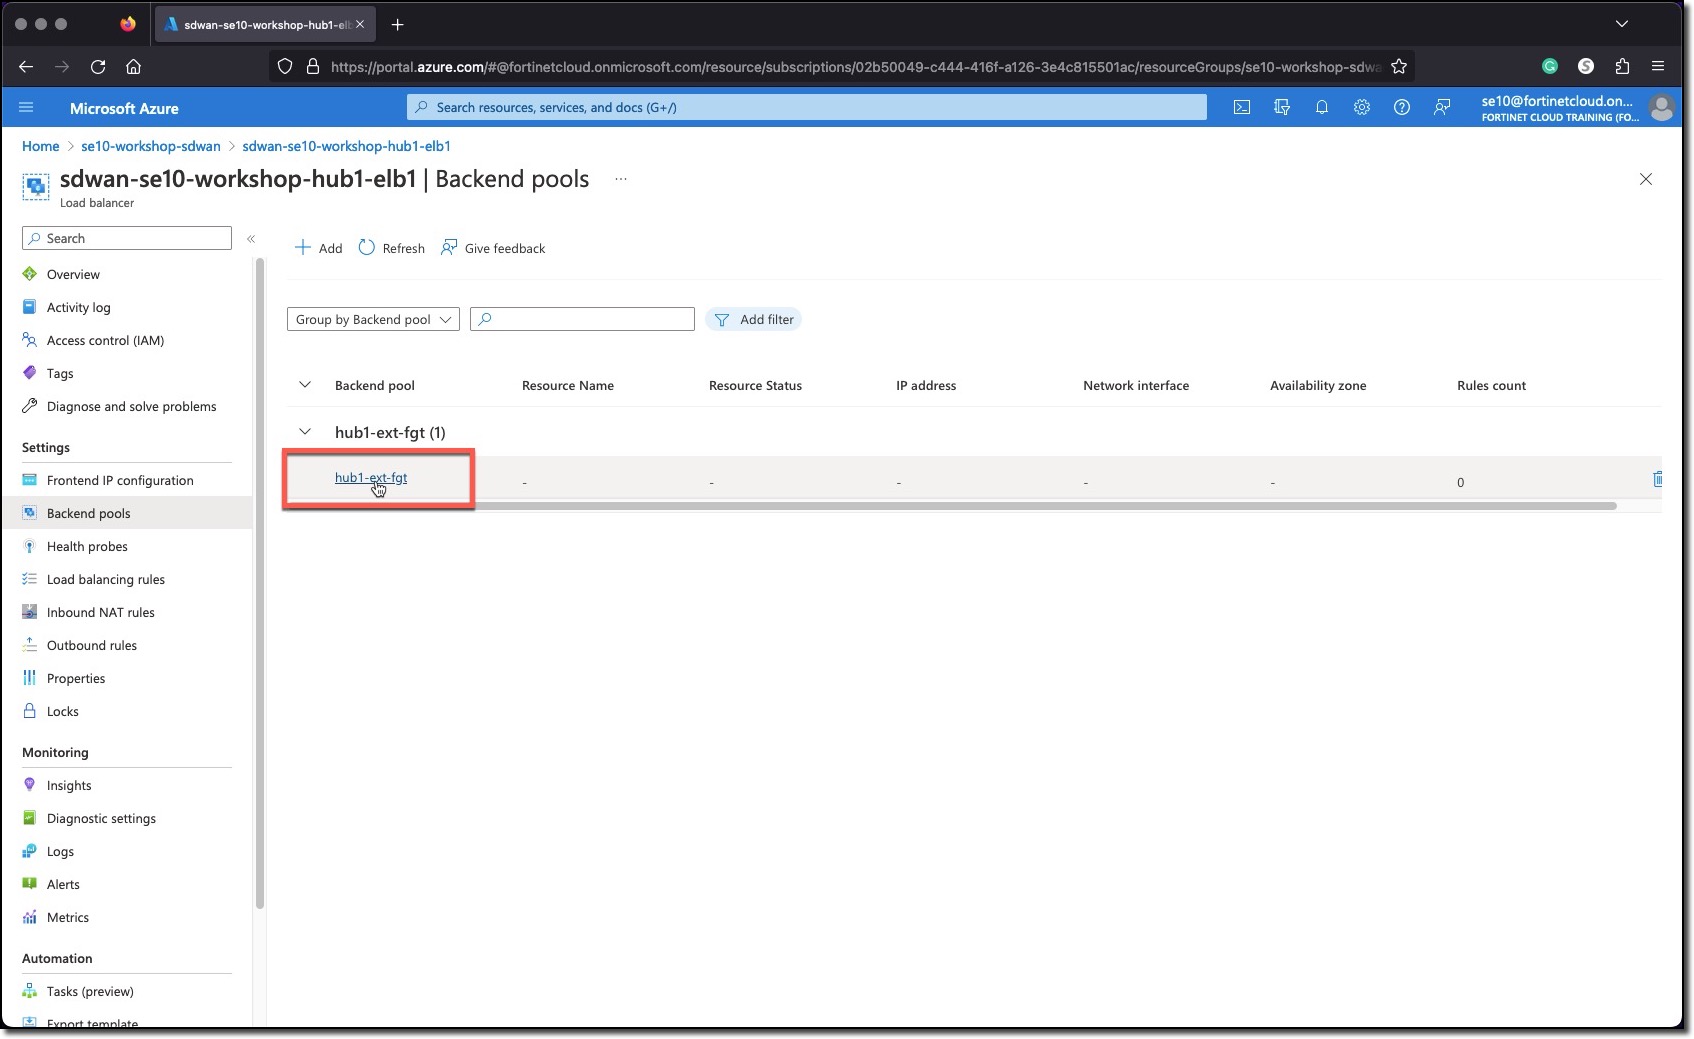 sdwan-se10-workshop-hub1-elb
https://portal.azure.com/#@fortinetcloud.onmicrosoft.com/resource/subscriptions/02b50049-c444-416f-a126-3e4c815501ac/resourceGroups/se10-workshop-sdwa
Microsoft Azure
Search resources, services, and docs (G+/)
se10@fortinetcloud.on...
FORTINET CLOUD TRAINING (FO...
Home > se10-workshop-sdwan > sdwan-se10-workshop-hub1-elb1
sdwan-se10-workshop-hub1-elb1 | Backend pools ...
Load balancer
Search
Overview
Activity log
Access control (IAM)
Tags
Diagnose and solve problems
Settings
Frontend IP configuration
Backend pools
Health probes
Load balancing rules
Inbound NAT rules
Outbound rules
Properties
Locks
Monitoring
Insights
Diagnostic settings
Logs
Alerts
Metrics
Automation
Tasks (preview)
Export template
Add Refresh Give feedback
Group by Backend pool
Add filter
Backend pool Resource Name Resource Status IP address Network interface Availability zone Rules count
hub1-ext-fgt (1)
hub1-ext-fgt - - - - - 0